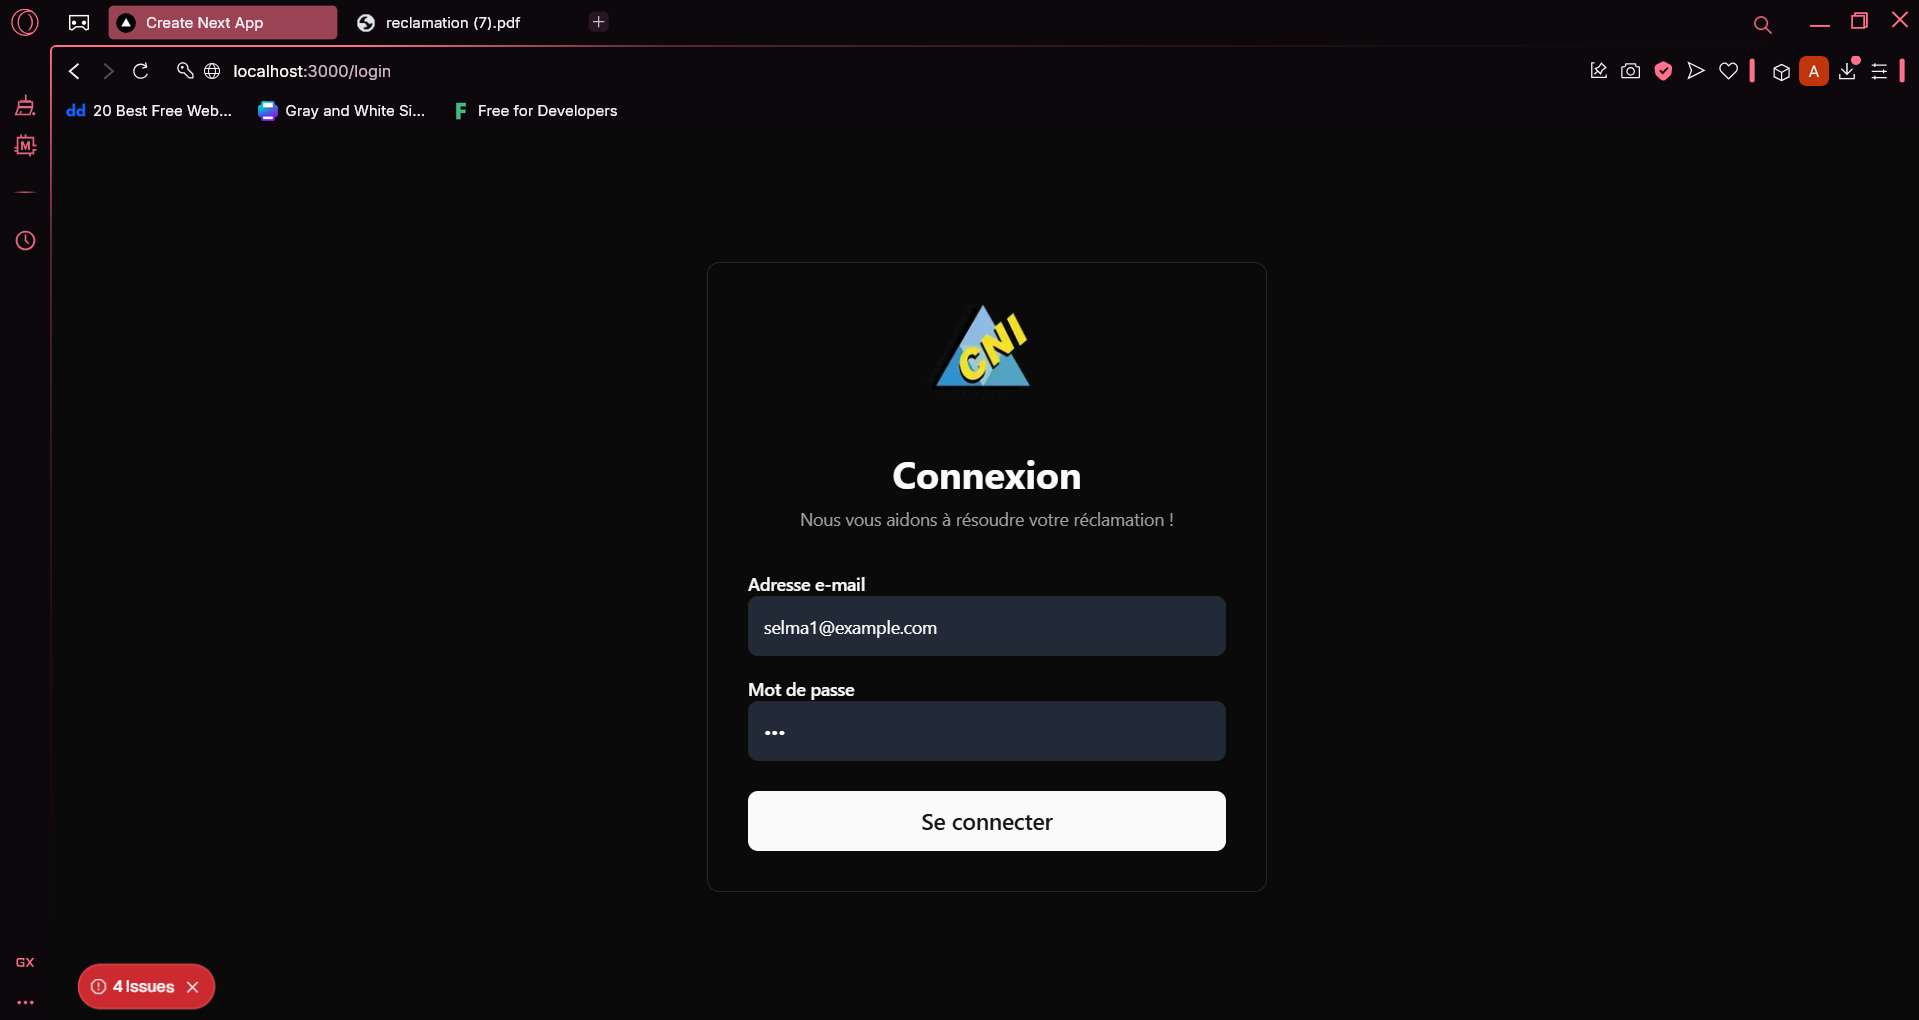 Create Next App
reclamation (7).pdf
localhost:3000/login
A
dd 20 Best Free Web...
Gray and White Si...
F Free for Developers
M
GNI
Connexion
Nous vous aidons à résoudre votre réclamation !
Adresse e-mail
selma1@example.com
Mot de passe
•••
Se connecter
GX
4 Issues